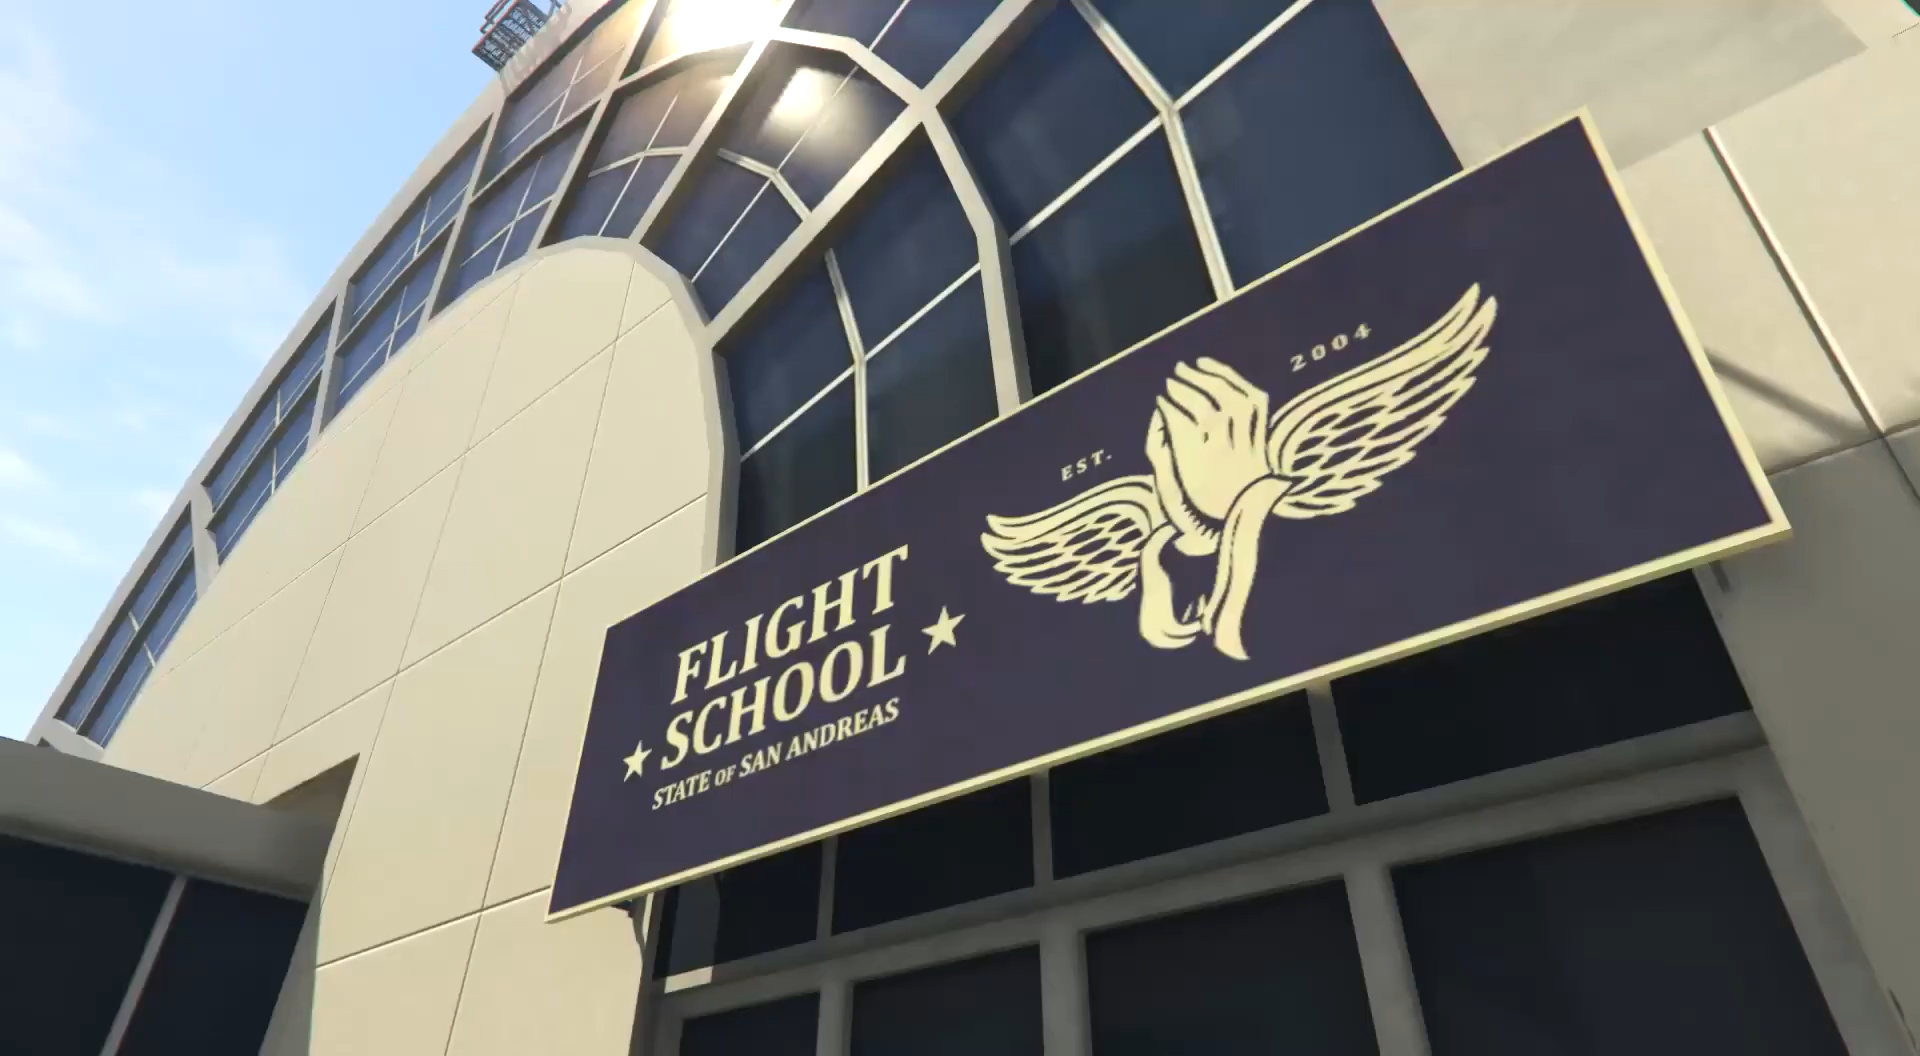 FLIGHT
SCHOOL
STATE OF SAN ANDREAS
EST.
2004